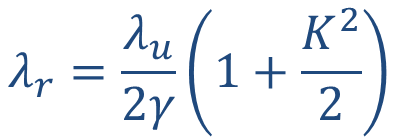 λᵣ = λᵤ/2γ (1 + K²/2)